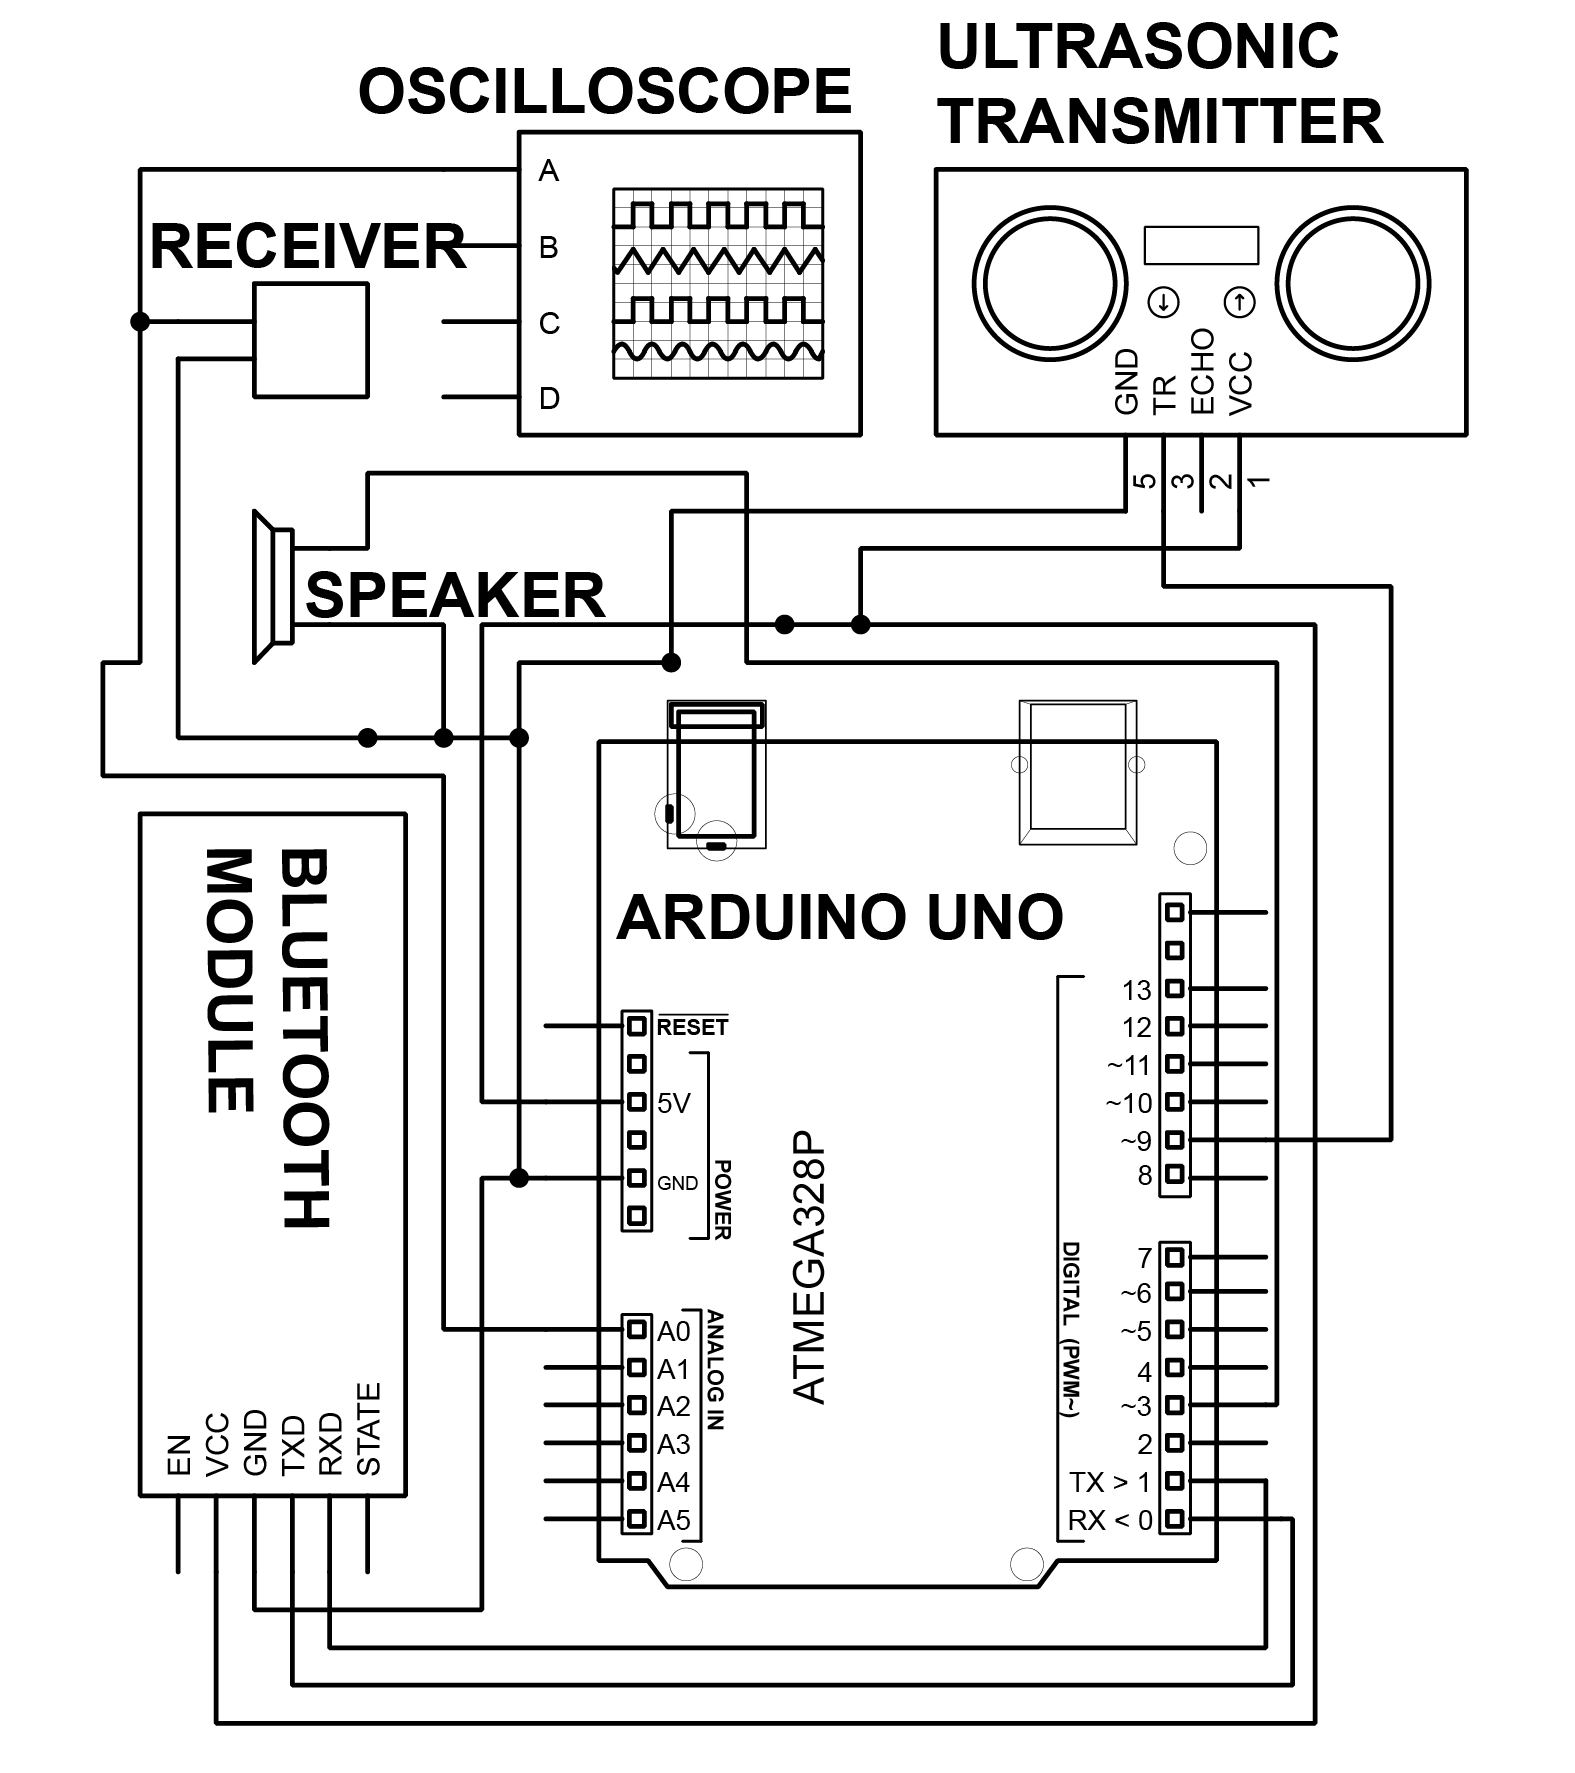 OSCILLOSCOPE
A
B
C
D
ULTRASONIC
TRANSMITTER
GND
TR
ECHO
VCC
5
3
2
1
RECEIVER
SPEAKER
BLUETOOTH
MODULE
EN
VCC
GND
TXD
RXD
STATE
ARDUINO UNO
ATMEGA328P
RESET
5V
GND
POWER
A0
A1
A2
A3
A4
A5
ANALOG IN
13
12
~11
~10
~9
8
7
~6
~5
4
~3
2
TX > 1
RX < 0
DIGITAL (PWM~)